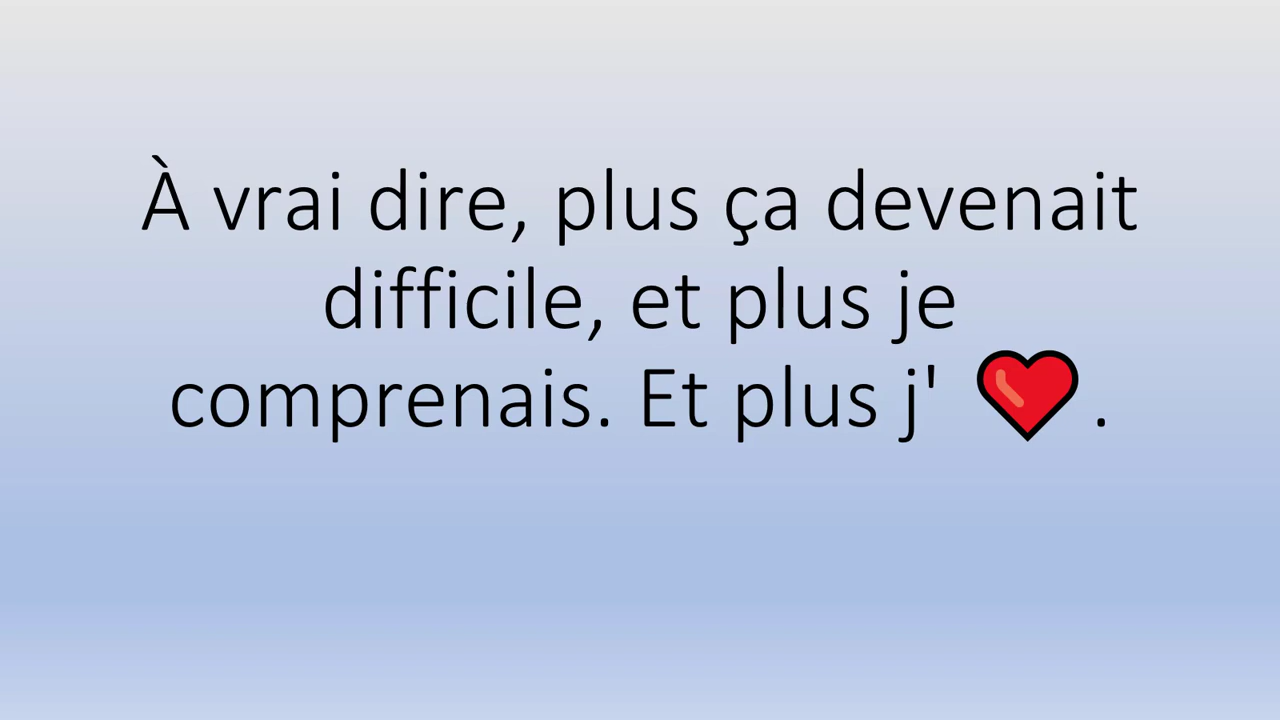 À vrai dire, plus ça devenait
difficile, et plus je
comprenais. Et plus j' ❤️ .